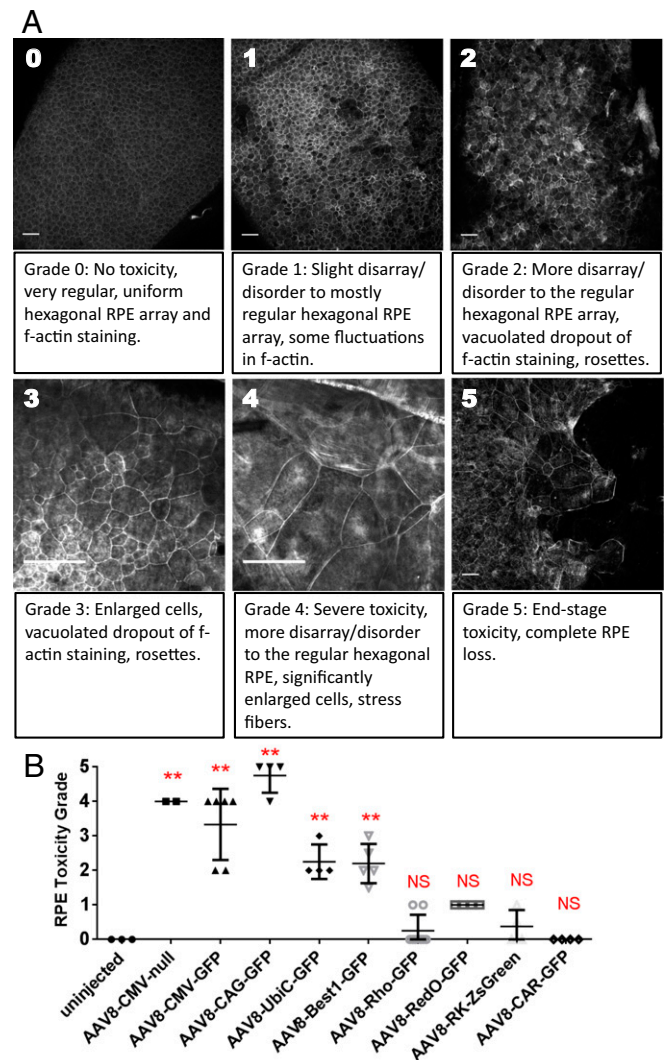 A
0
1
2
Grade 0: No toxicity,
very regular, uniform
hexagonal RPE array and
f-actin staining.
Grade 1: Slight disarray/
disorder to mostly
regular hexagonal RPE
array, some fluctuations
in f-actin.
Grade 2: More disarray/
disorder to the regular
hexagonal RPE array,
vacuolated dropout of
f-actin staining, rosettes.
3
4
5
Grade 3: Enlarged cells,
vacuolated dropout of f-
actin staining, rosettes.
Grade 4: Severe toxicity,
more disarray/disorder
to the regular hexagonal
RPE, significantly
enlarged cells, stress
fibers.
Grade 5: End-stage
toxicity, complete RPE
loss.
B
RPE Toxicity Grade
5
4
3
2
1
0
**
**
**
**
**
NS
NS
NS
NS
uninjected
AAV8-CMV-null
AAV8-CMV-GFP
AAV8-CAG-GFP
AAV8-UbiC-GFP
AAV8-Best1-GFP
AAV8-Rho-GFP
AAV8-RedO-GFP
AAV8-RK-ZsGreen
AAV8-CAR-GFP